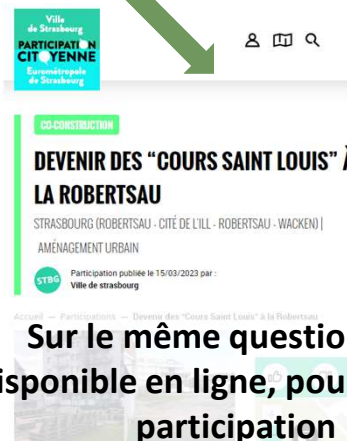 Ville
de Strasbourg
PARTICIPATION
CITOYENNE
Eurométropole
de Strasbourg
CO-CONSTRUCTION
DEVENIR DES “COURS SAINT LOUIS” À
LA ROBERTSAU
STRASBOURG (ROBERTSAU - CITÉ DE L'ILL - ROBERTSAU - WACKEN) |
AMÉNAGEMENT URBAIN
STBG
Participation publiée le 15/03/2023 par :
Ville de strasbourg
Accueil — Participations — Devenir des "Cours Saint Louis" à la Robertsau
Sur le même questio
isponible en ligne, pou
participation